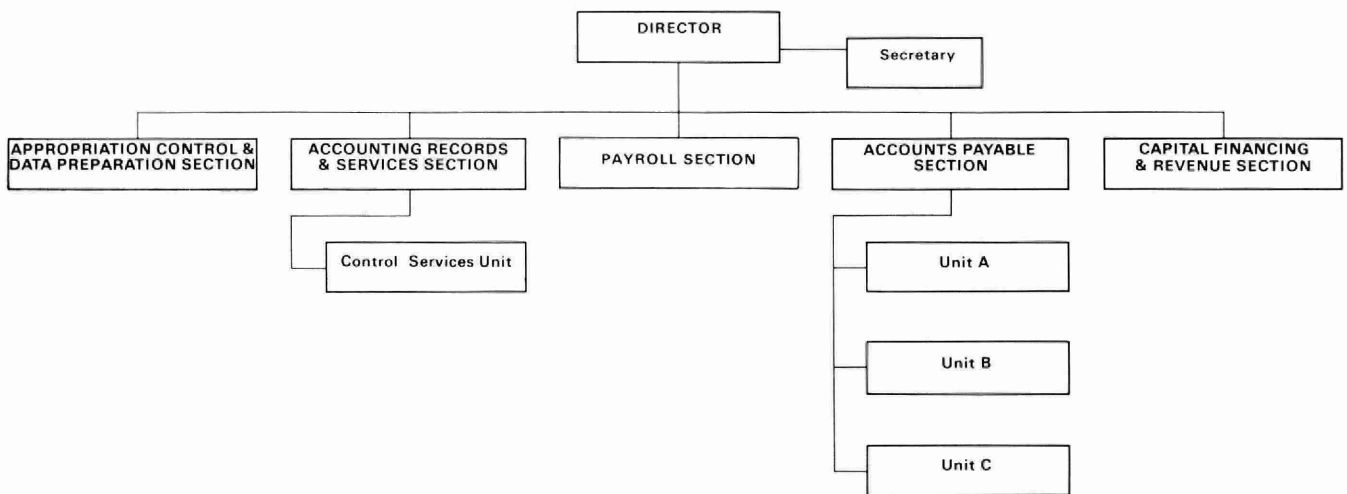 DIRECTOR
Secretary
APPROPRIATION CONTROL &
DATA PREPARATION SECTION
ACCOUNTING RECORDS
& SERVICES SECTION
PAYROLL SECTION
ACCOUNTS PAYABLE
SECTION
CAPITAL FINANCING
& REVENUE SECTION
Control Services Unit
Unit A
Unit B
Unit C